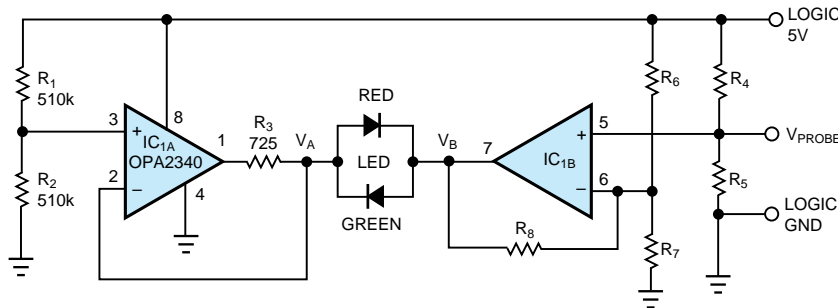 LOGIC
5V
R1
510k
R6
R4
RED
3
8
+
IC1A
OPA2340
1
R3
725
VA
LED
VB
7
5
+
IC1B
VPROBE
R2
510k
2
–
4
6
–
R5
GREEN
LOGIC
GND
R8
R7